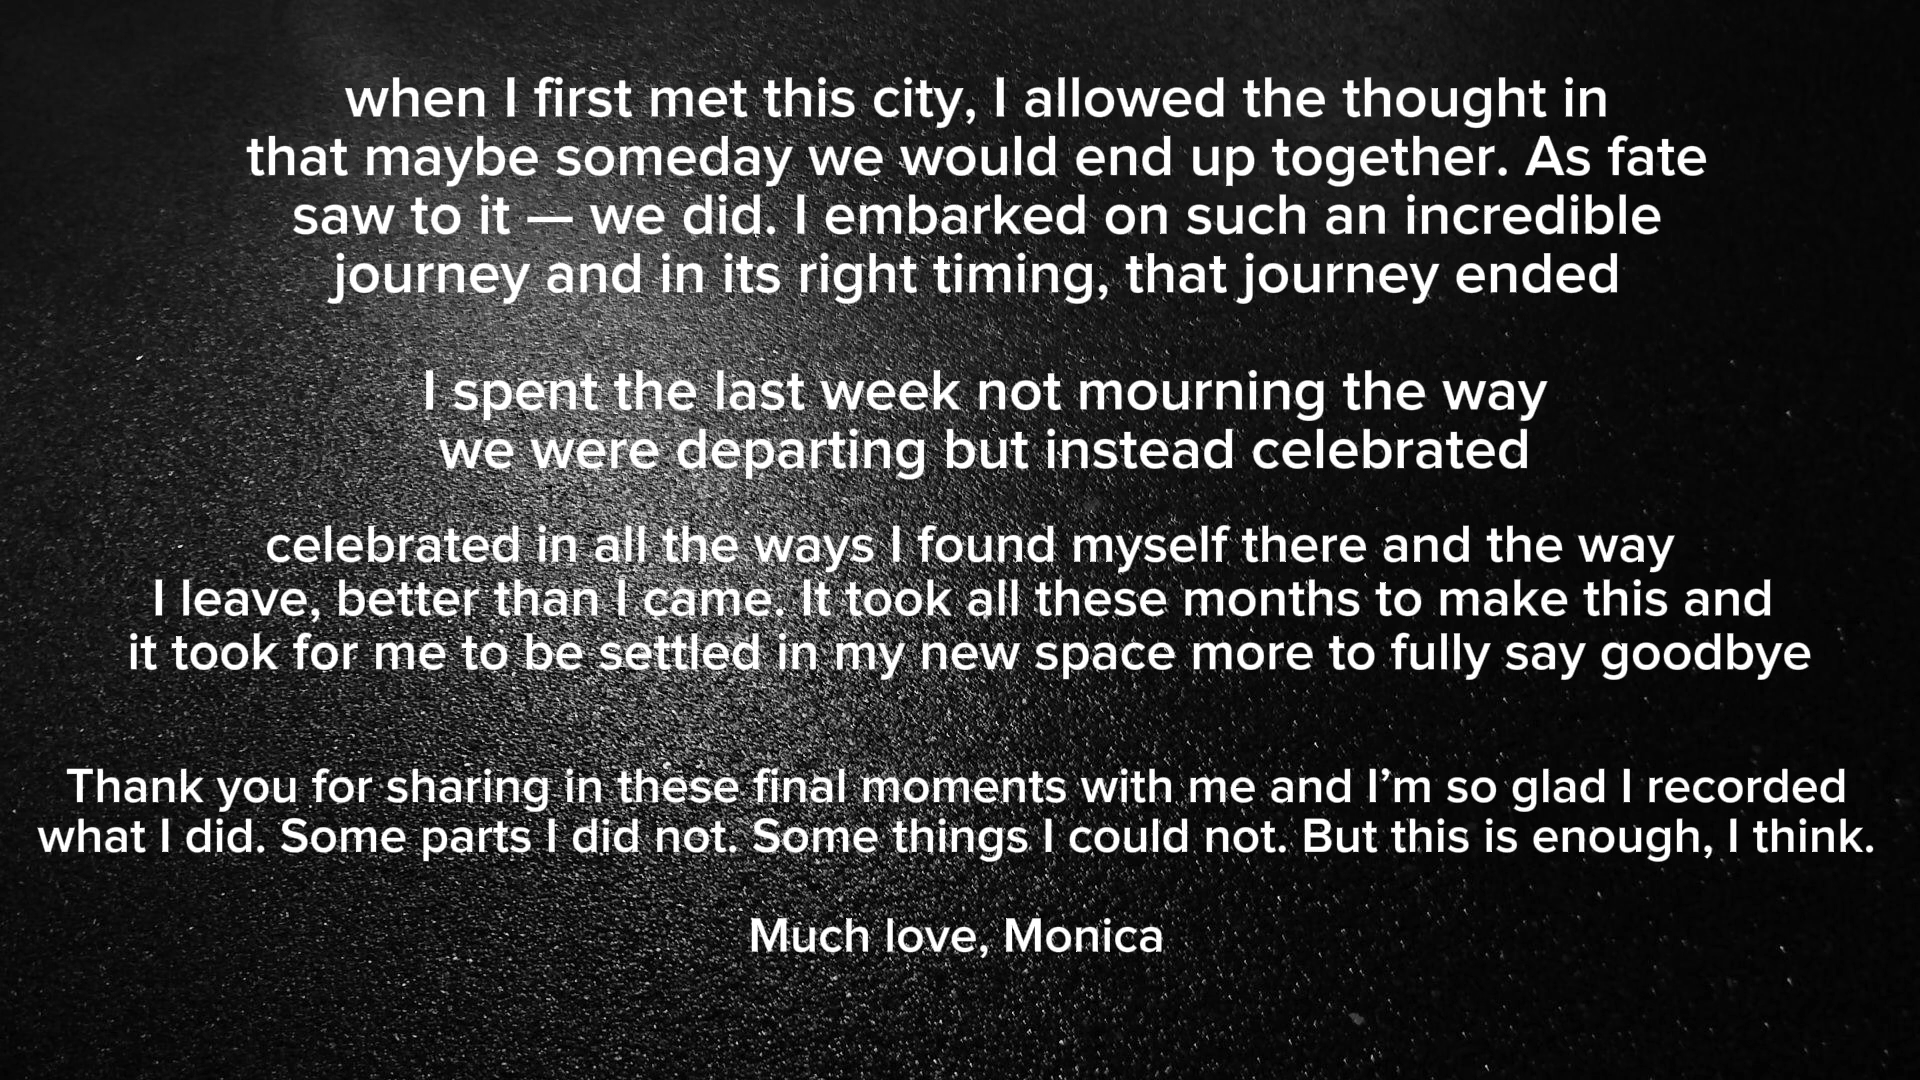 when I first met this city, I allowed the thought in
that maybe someday we would end up together. As fate
saw to it — we did. I embarked on such an incredible
journey and in its right timing, that journey ended
I spent the last week not mourning the way
we were departing but instead celebrated
celebrated in all the ways I found myself there and the way
I leave, better than I came. It took all these months to make this and
it took for me to be settled in my new space more to fully say goodbye
Thank you for sharing in these final moments with me and I’m so glad I recorded
what I did. Some parts I did not. Some things I could not. But this is enough, I think.
Much love, Monica